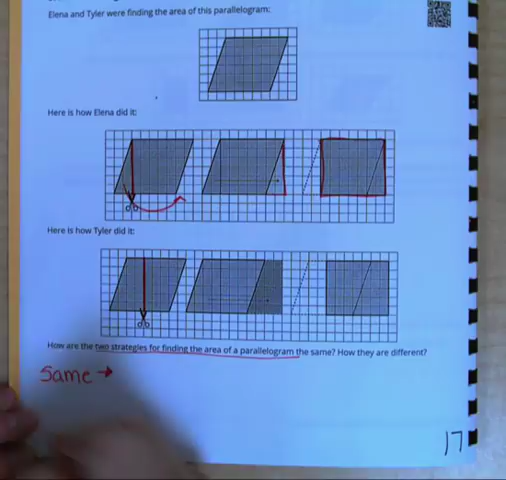 Elena and Tyler were finding the area of this parallelogram:
Here is how Elena did it:
Here is how Tyler did it:
How are the two strategies for finding the area of a parallelogram the same? How they are different?
Same →
17